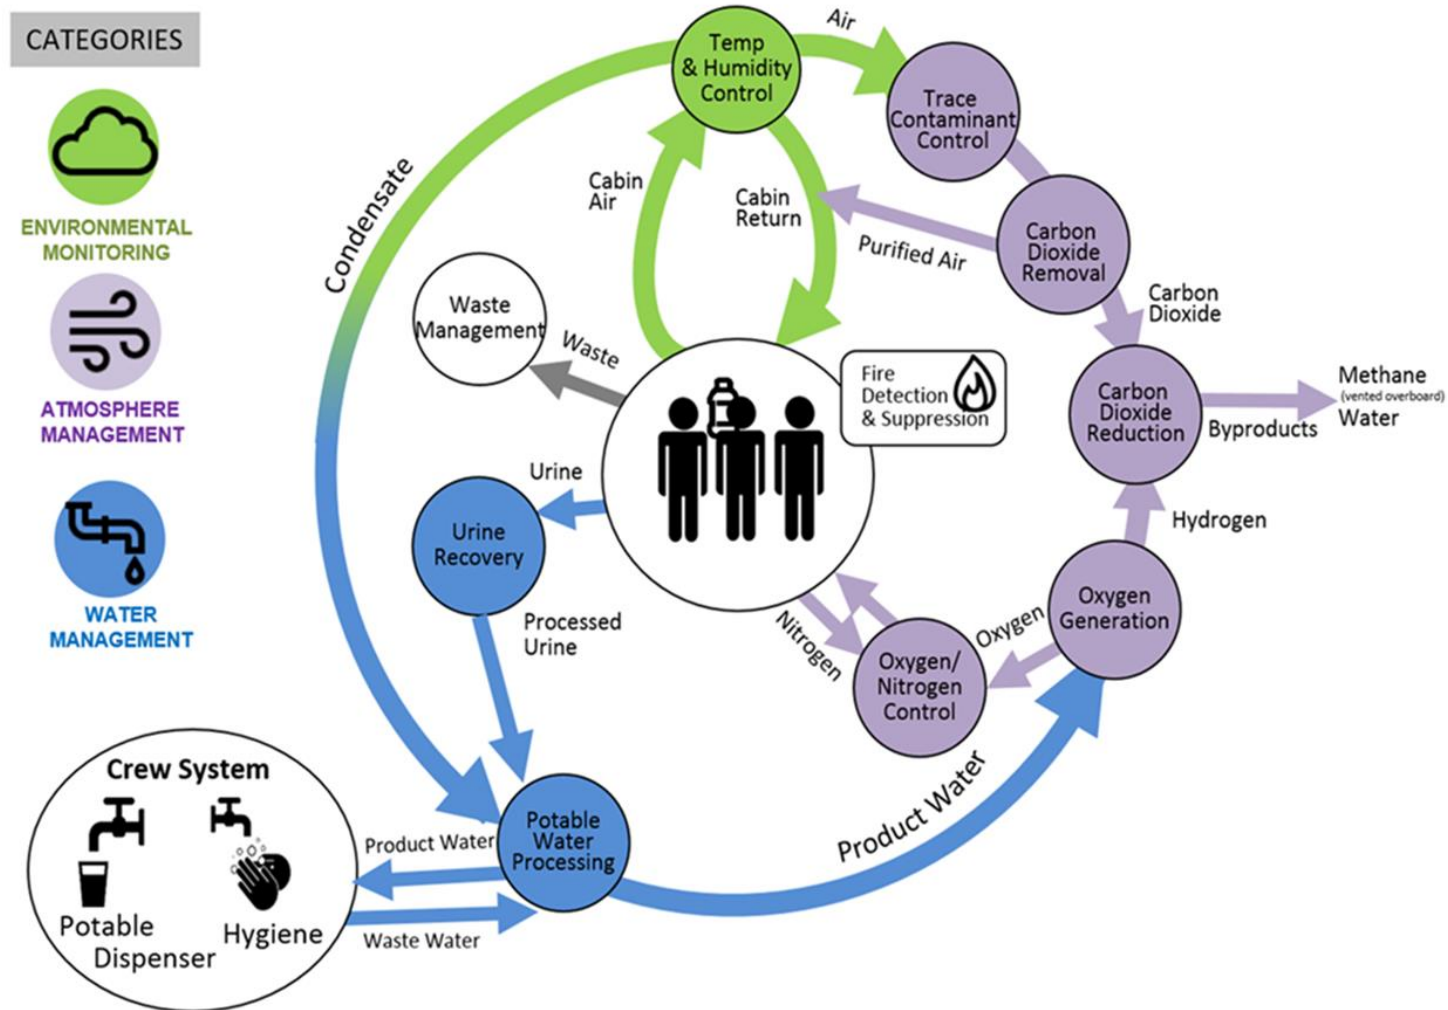 CATEGORIES
ENVIRONMENTAL
MONITORING
ATMOSPHERE
MANAGEMENT
WATER
MANAGEMENT
Temp
& Humidity
Control
Air
Trace
Contaminant
Control
Condensate
Cabin
Air
Cabin
Return
Purified Air
Carbon
Dioxide
Removal
Carbon
Dioxide
Waste
Management
Waste
Fire
Detection
& Suppression
Carbon
Dioxide
Reduction
Byproducts
Methane
(vented overboard)
Water
Urine
Urine
Recovery
Processed
Urine
Hydrogen
Oxygen
Generation
Oxygen
Nitrogen
Oxygen/
Nitrogen
Control
Product Water
Potable
Water
Processing
Product Water
Waste Water
Crew System
Potable
Dispenser
Hygiene